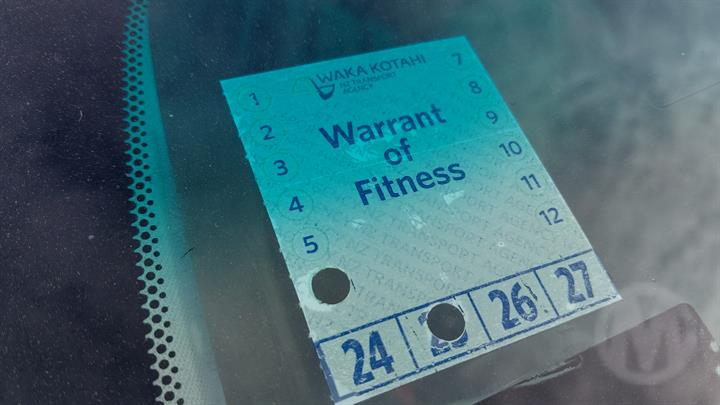 WAKA KOTAHI
NZ TRANSPORT
AGENCY
Warrant
of
Fitness
1
2
3
4
5
7
8
9
10
11
12
24 26 27